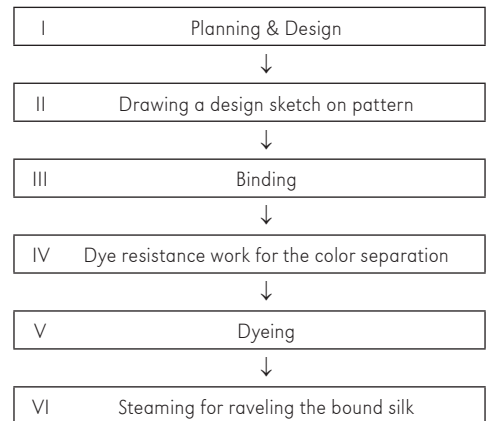 I Planning & Design
↓
II Drawing a design sketch on pattern
↓
III Binding
↓
IV Dye resistance work for the color separation
↓
V Dyeing
↓
VI Steaming for raveling the bound silk